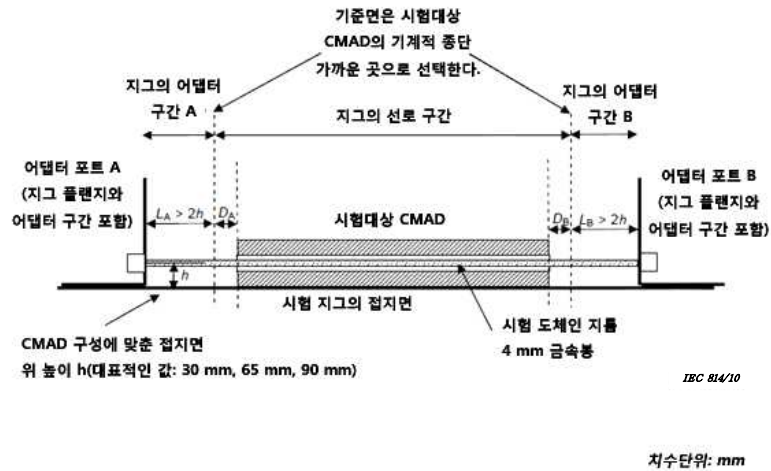 기준면은 시험대상
CMAD의 기계적 종단
가까운 곳으로 선택한다.
지그의 어댑터
구간 A
지그의 선로 구간
지그의 어댑터
구간 B
어댑터 포트 A
(지그 플랜지와
어댑터 구간 포함)
어댑터 포트 B
(지그 플랜지와
어댑터 구간 포함)
L_A > 2h
D_A
시험대상 CMAD
D_B
L_B > 2h
h
시험 지그의 접지면
CMAD 구성에 맞춘 접지면
위 높이 h(대표적인 값: 30 mm, 65 mm, 90 mm)
시험 도체인 지름
4 mm 금속봉
IEC 814/10
치수단위: mm